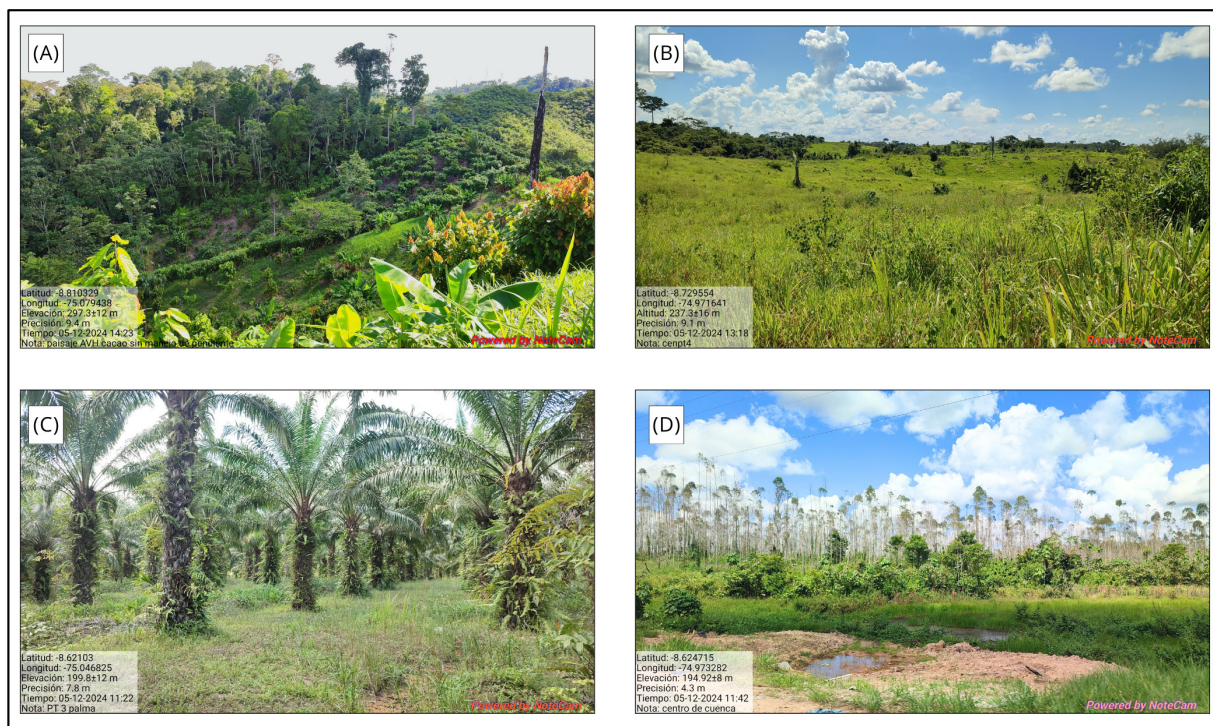 (A)
Latitud: -8.810329
Longitud: -75.079438
Elevación: 297.3±12 m
Precisión: 9.4 m
Tiempo: 05-12-2024 14:23
Nota: paisaje AVH cacao sin manejo de pendiente
Powered by NoteCam
(B)
Latitud: -8.729554
Longitud: -74.971641
Altitud: 237.3±16 m
Precisión: 9.1 m
Tiempo: 05-12-2024 13:18
Nota: cenpt4
Powered by NoteCam
(C)
Latitud: -8.62103
Longitud: -75.046825
Elevación: 199.8±12 m
Precisión: 7.8 m
Tiempo: 05-12-2024 11:22
Nota: PT 3 palma
Powered by NoteCam
(D)
Latitud: -8.624715
Longitud: -74.973282
Elevación: 194.92±8 m
Precisión: 4.3 m
Tiempo: 05-12-2024 11:42
Nota: centro de cuenca
Powered by NoteCam